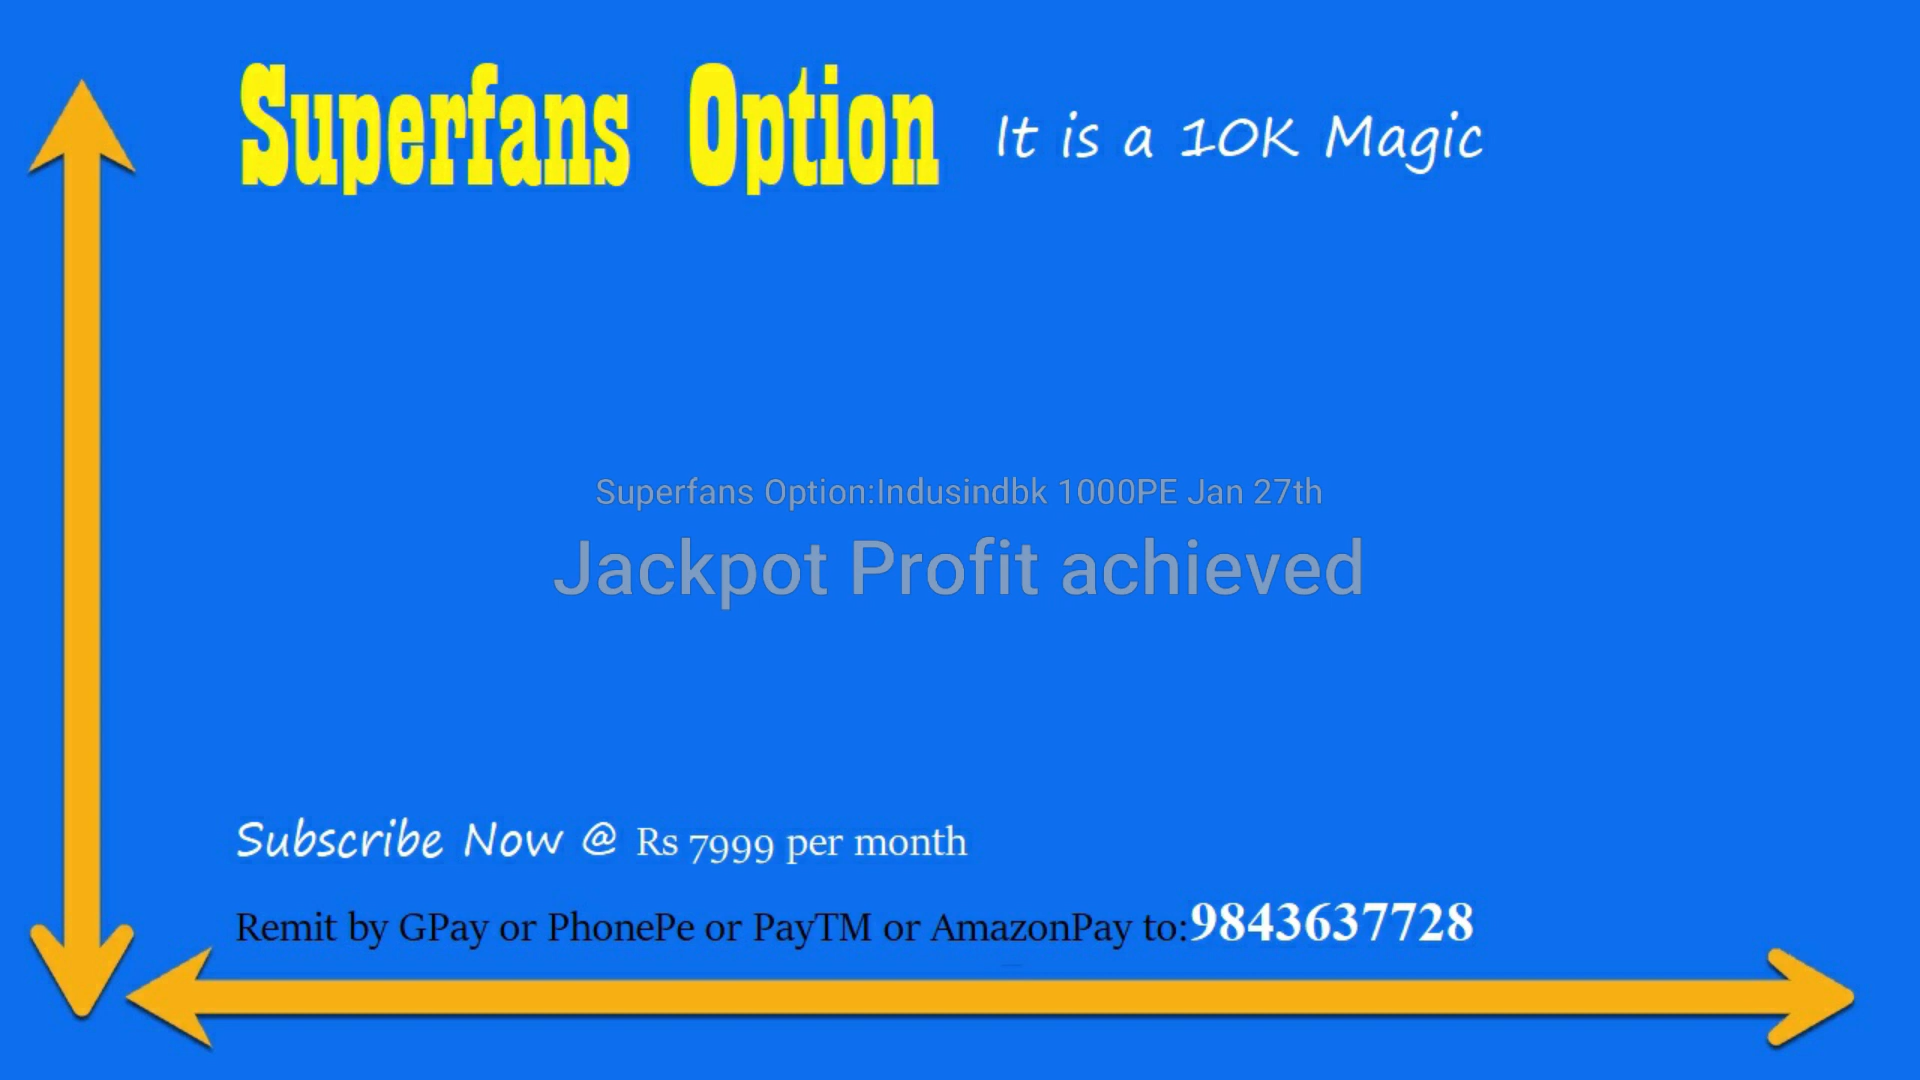 Superfans Option It is a 10K Magic
Superfans Option:Indusindbk 1000PE Jan 27th
Jackpot Profit achieved
Subscribe Now @ Rs 7999 per month
Remit by GPay or PhonePe or PayTM or AmazonPay to:9843637728